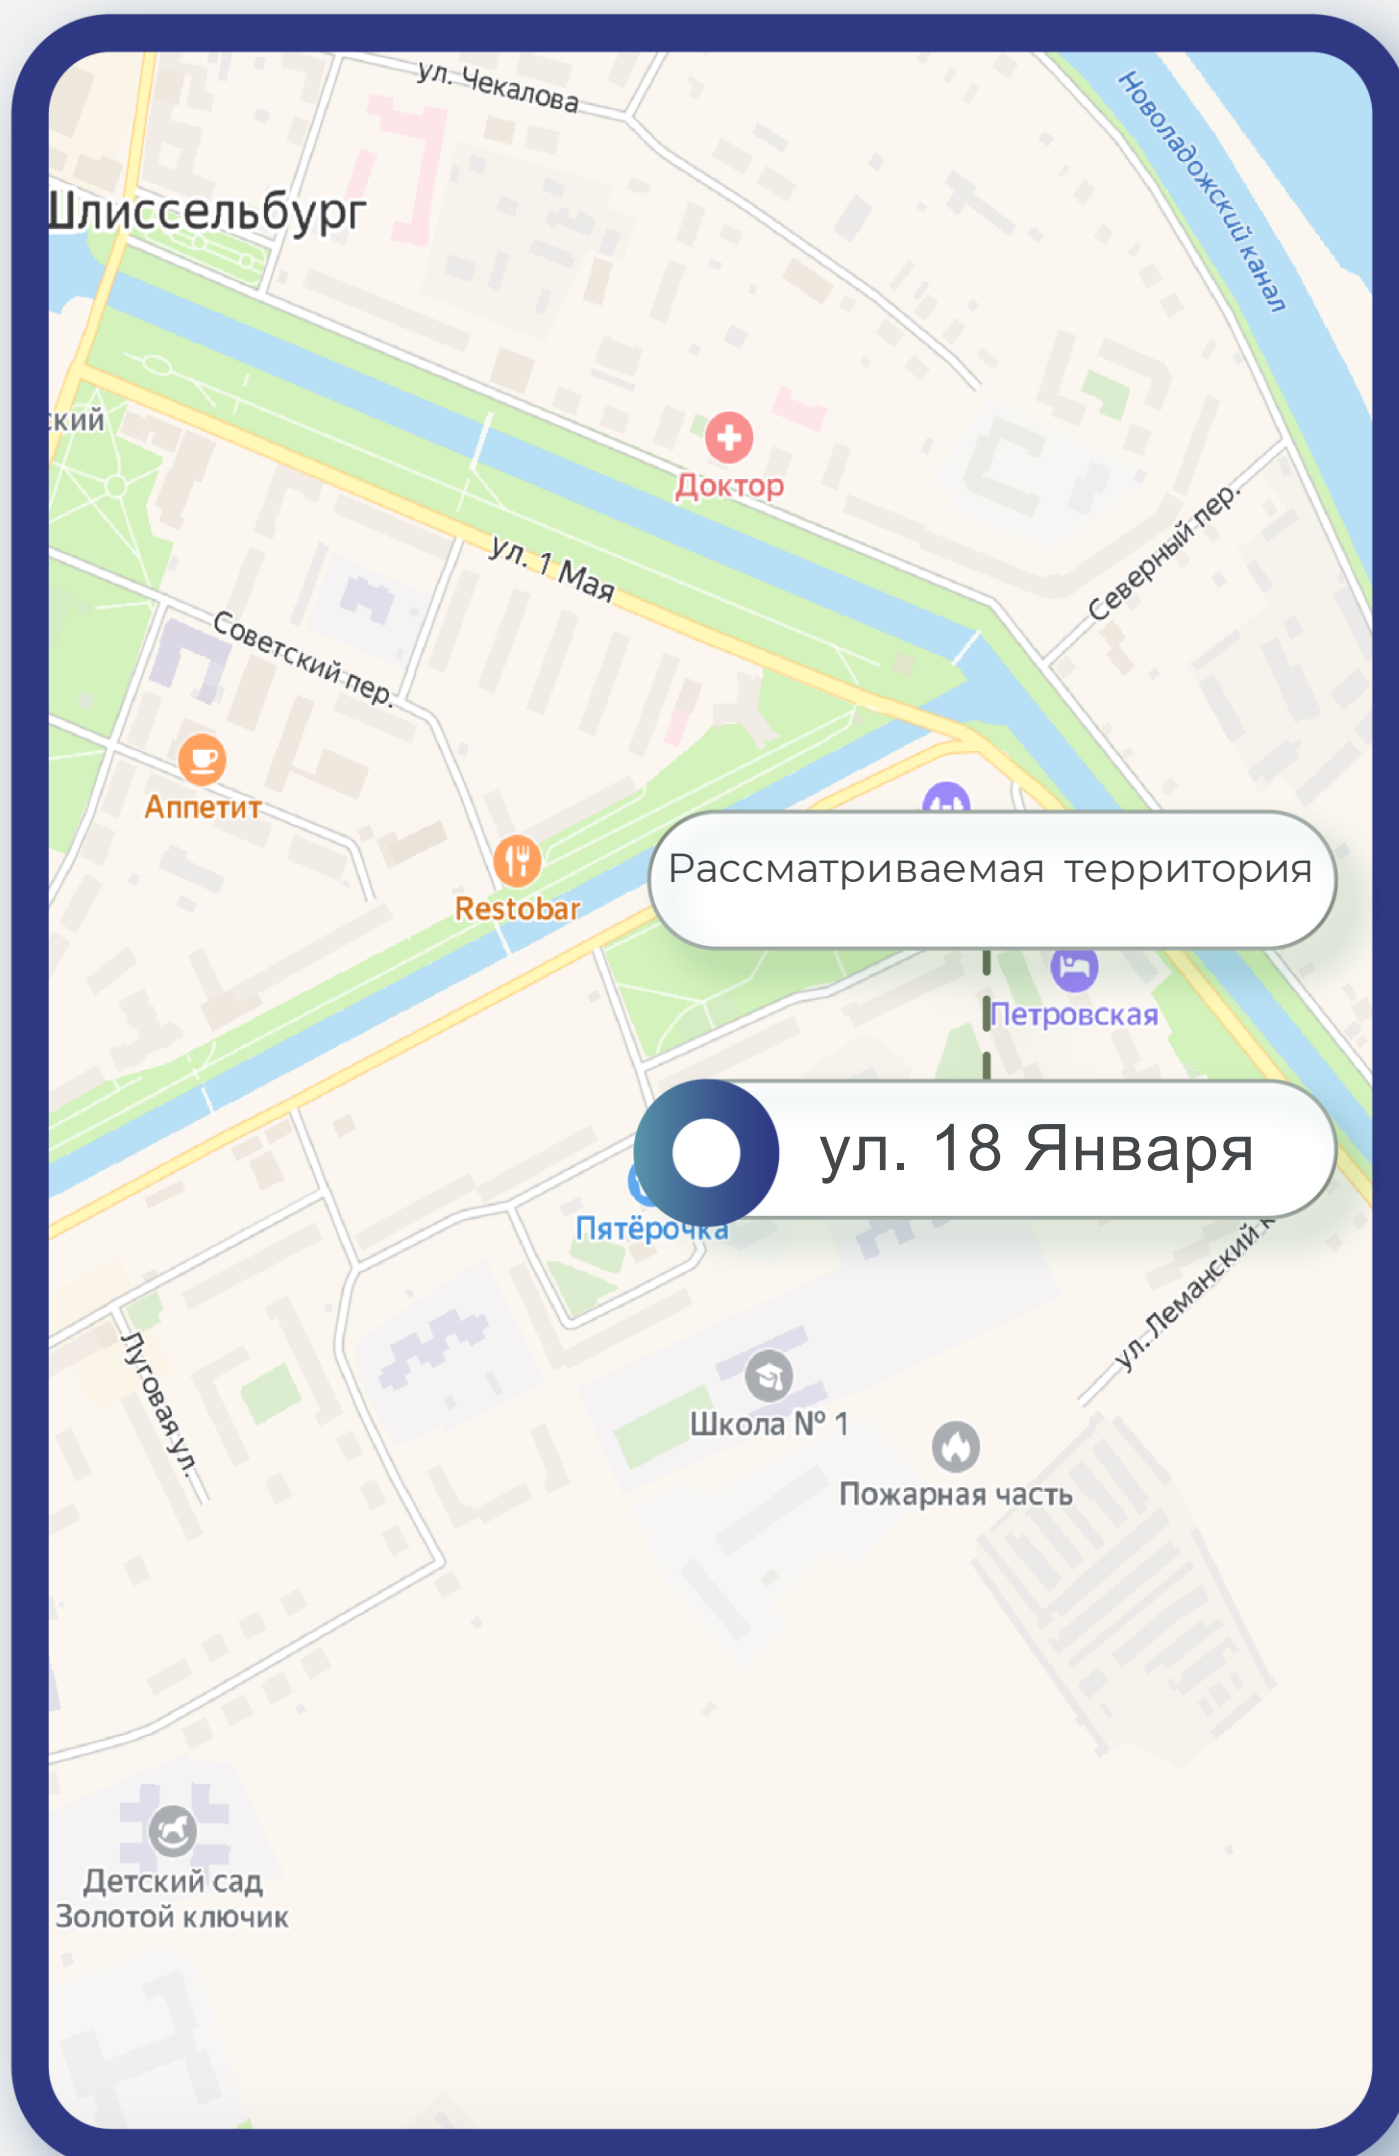 ул. Чекалова
Новоладожский канал
Шлиссельбург
ский
Доктор
Северный пер.
ул. 1 Мая
Советский пер.
Аппетит
Restobar
Рассматриваемая территория
Петровская
ул. 18 Января
Пятёрочка
ул. Леманский к
Луговая ул.
Школа № 1
Пожарная часть
Детский сад
Золотой ключик